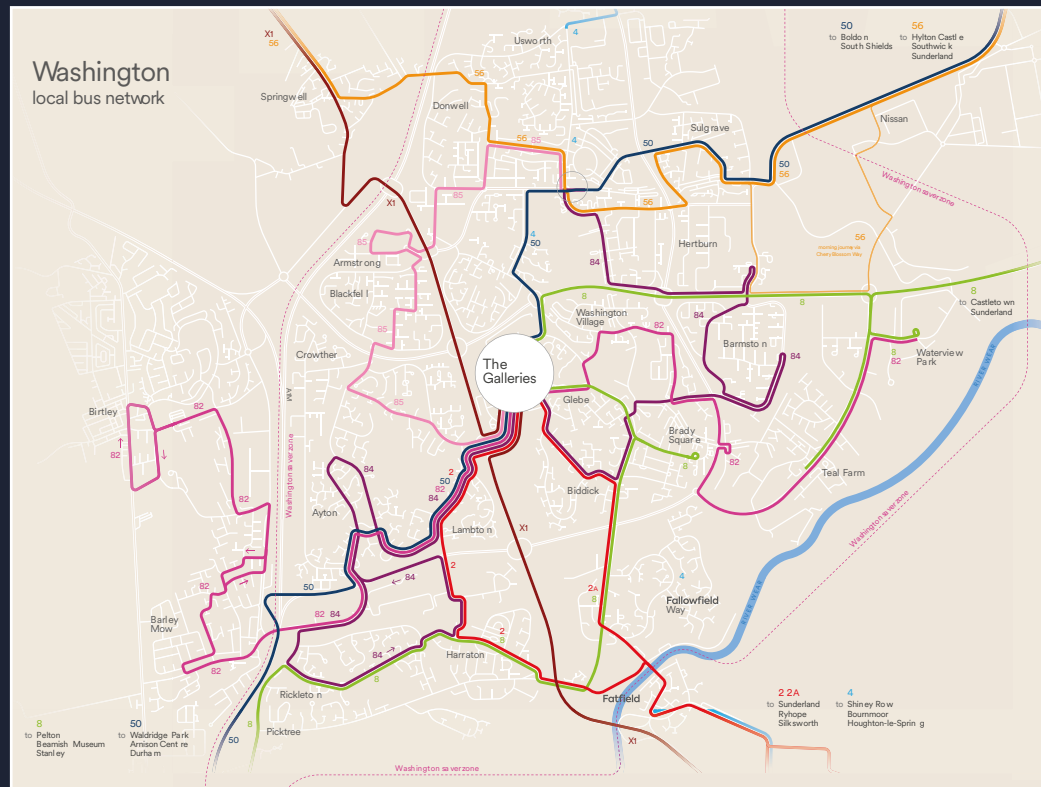 Washington
local bus network
X1
56
Springwell
Usworth
4
50
to Boldon
South Shields
56
to Hylton Castle
Southwick
Sunderland
56
Donwell
Nissan
Sulgrave
56 85
4
50
50
56
Washington saver zone
85
X1
56
85
4
50
Hertburn
56
morning journey via
Cherry Blossom Way
Armstrong
84
Blackfell
8
8
8
to Castletown
Sunderland
Washington
Village
84
82
85
Barmston
Crowther
The
Galleries
84
8
82
Waterview
Park
RIVER WEAR
A1(M)
Glebe
85
Birtley
82
82
Brady
Square
8
82
84
2
50
82
84
Biddick
Teal Farm
82
Washington saver zone
Ayton
Lambton
X1
Washington saver zone
2
84
4
82
50
2A
8
Fallowfield
Way
RIVER WEAR
82 84
Barley
Mow
2
8
84
Harraton
8
82
Rickleton
Fatfield
2 2A
to Sunderland
Ryhope
Silksworth
4
to Shiney Row
Bournmoor
Houghton-le-Spring
8
to Pelton
Beamish Museum
Stanley
50
to Waldridge Park
Arnison Centre
Durham
8
Picktree
50
X1
Washington saver zone